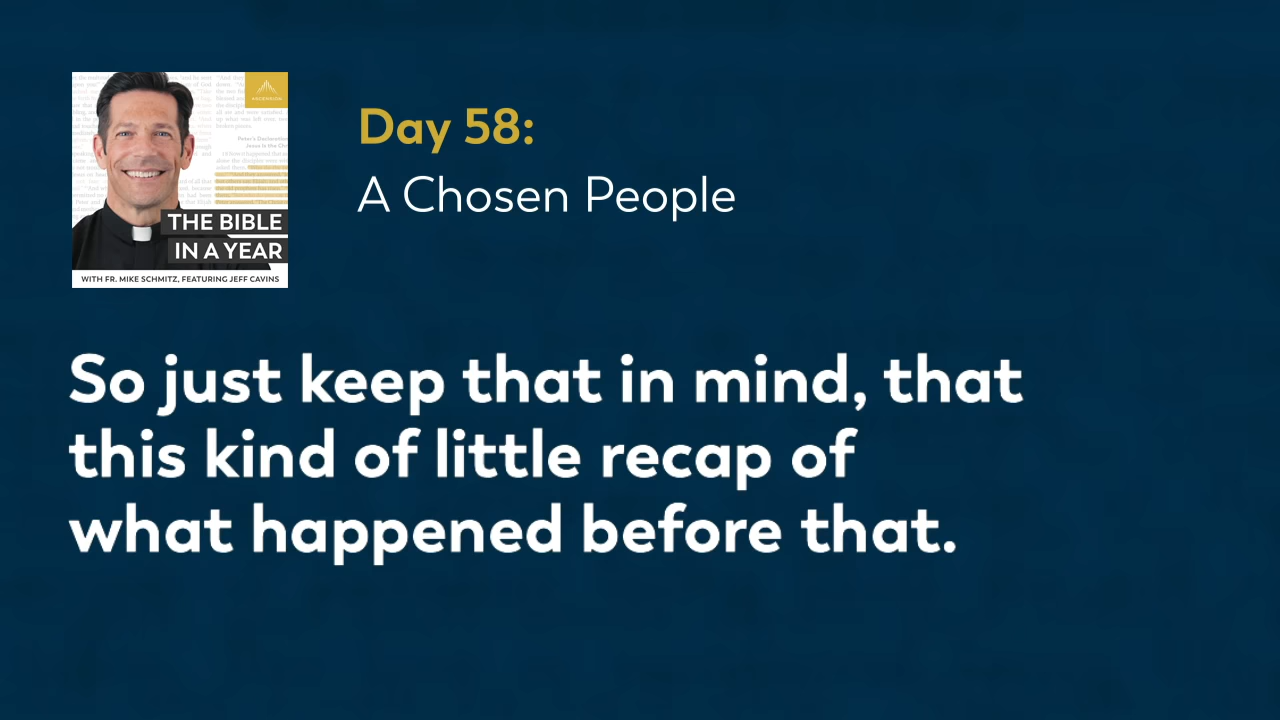 ASCENSION
THE BIBLE
IN A YEAR
WITH FR. MIKE SCHMITZ, FEATURING JEFF CAVINS
Day 58:
A Chosen People
So just keep that in mind, that
this kind of little recap of
what happened before that.